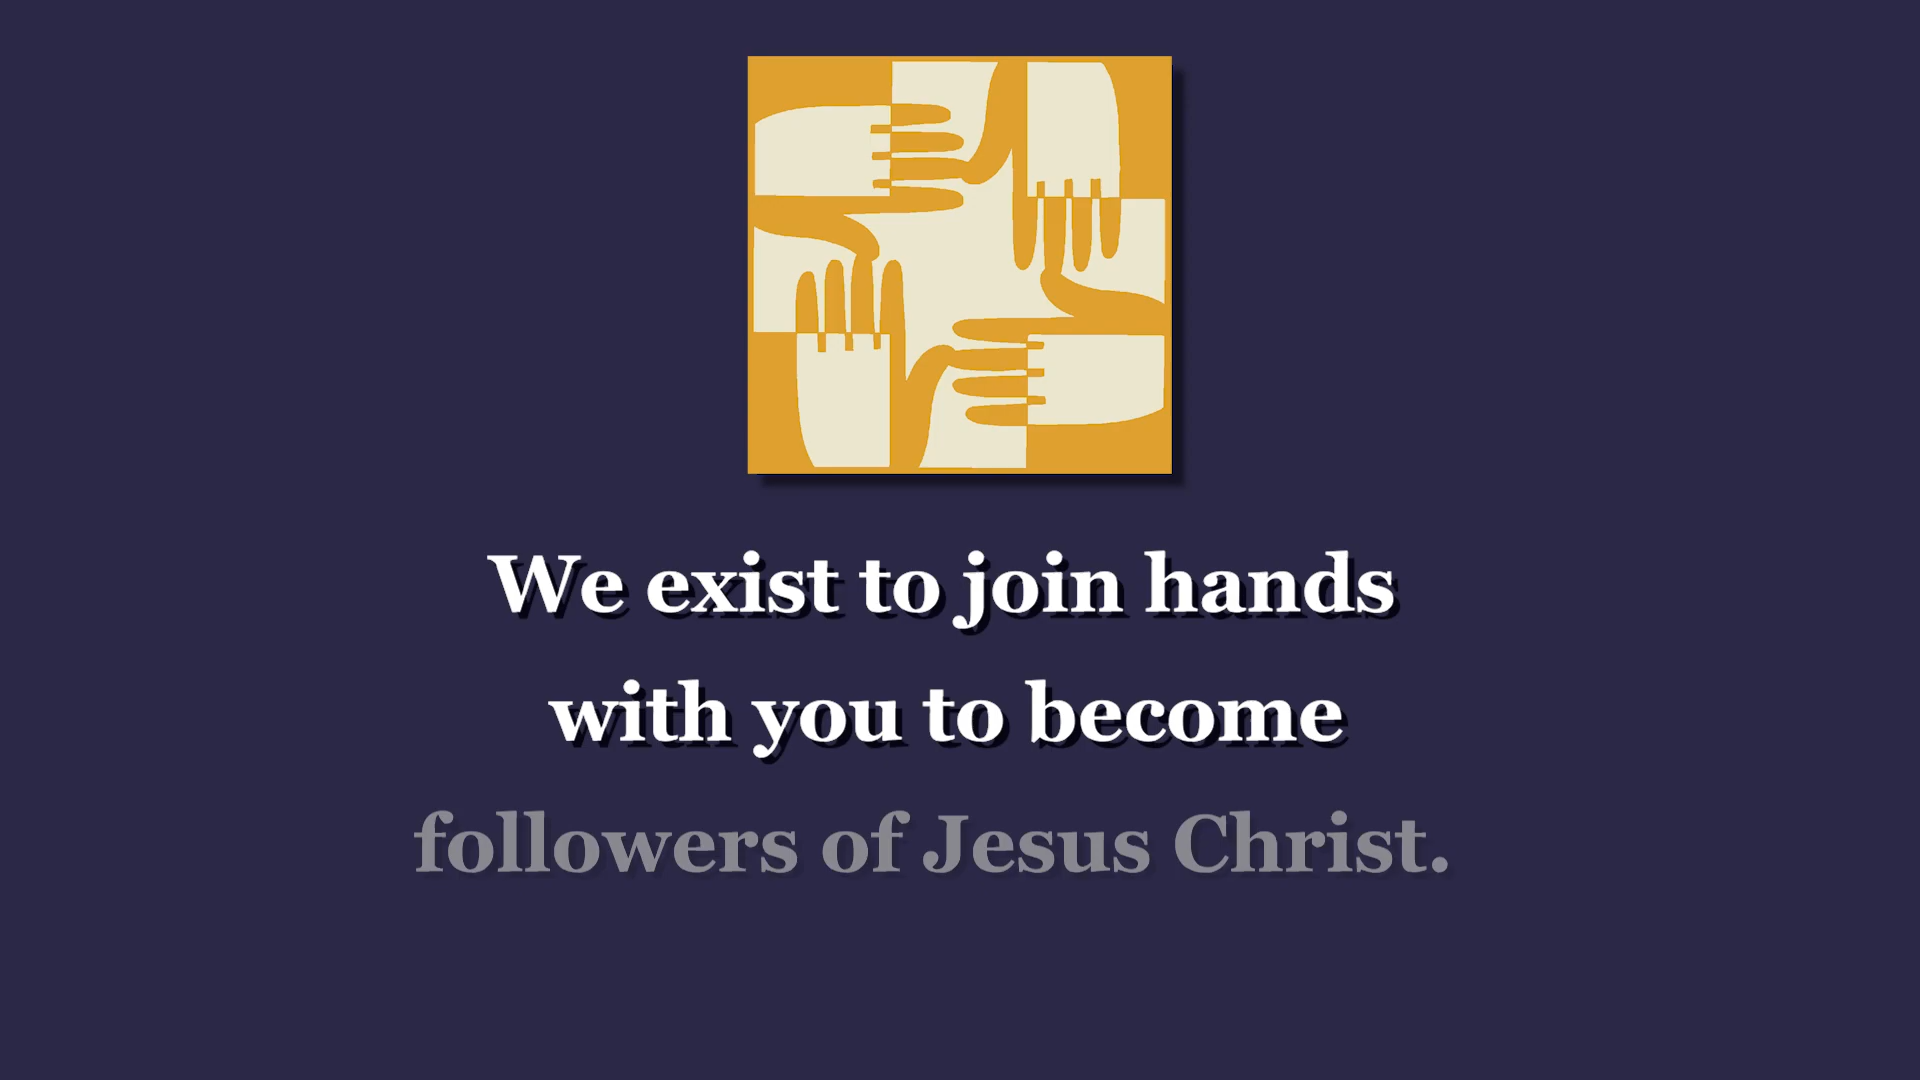 We exist to join hands
with you to become
followers of Jesus Christ.